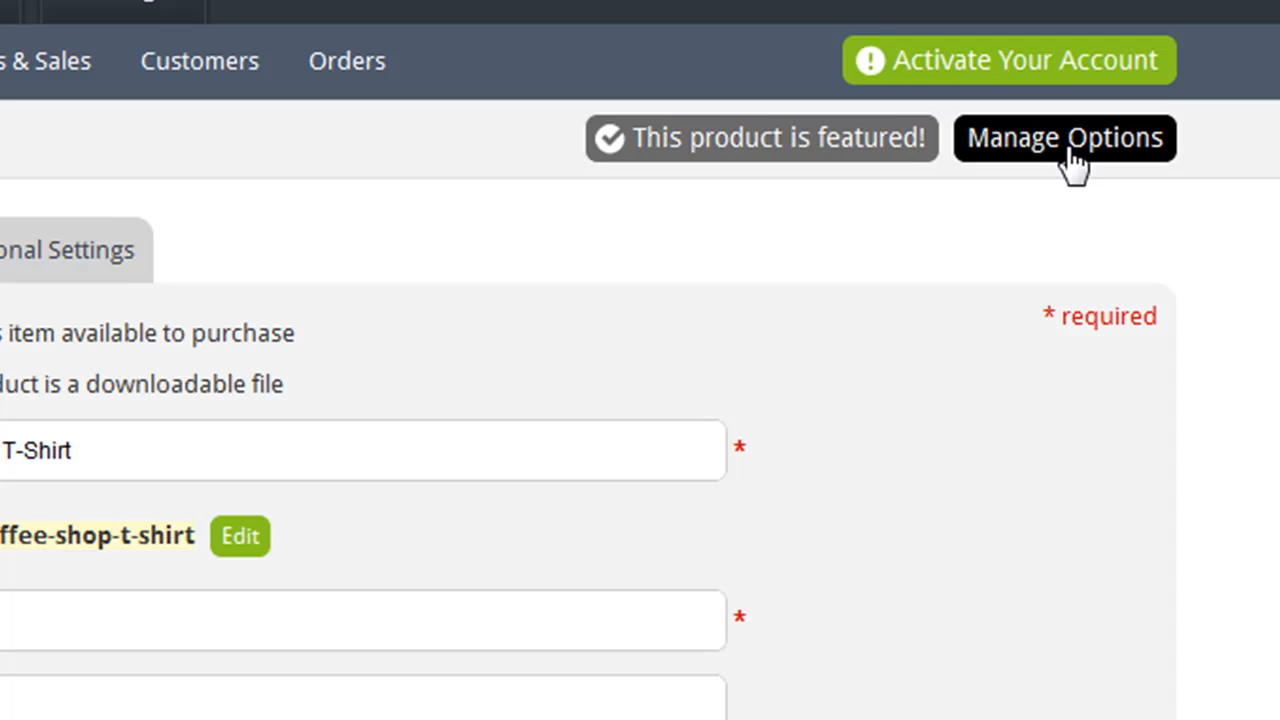 s & Sales Customers Orders Activate Your Account
This product is featured! Manage Options
onal Settings
* required
s item available to purchase
duct is a downloadable file
T-Shirt *
ffee-shop-t-shirt Edit
*